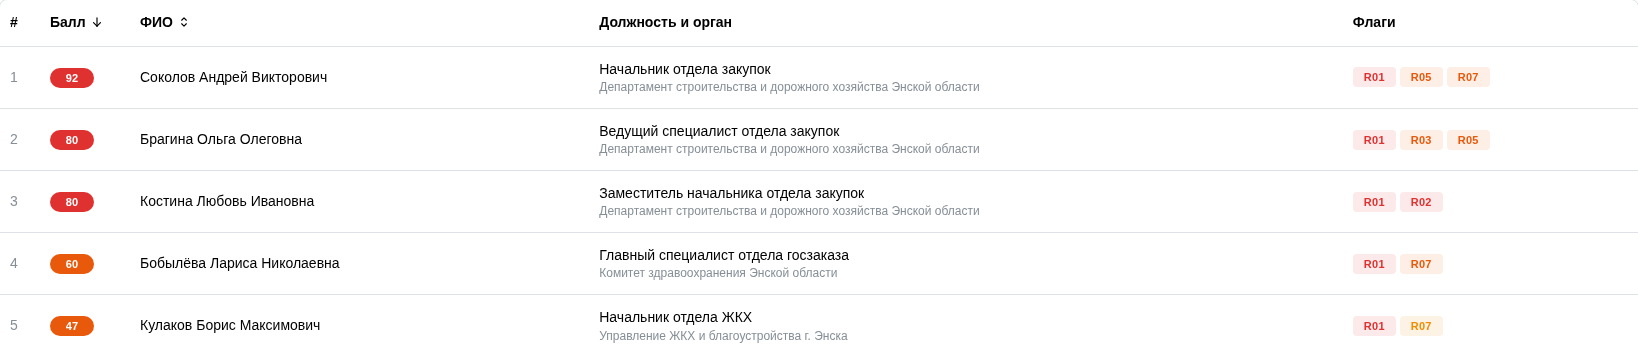 # Балл ФИО Должность и орган Флаги
1 92 Соколов Андрей Викторович Начальник отдела закупок R01 R05 R07
Департамент строительства и дорожного хозяйства Энской области
2 80 Брагина Ольга Олеговна Ведущий специалист отдела закупок R01 R03 R05
Департамент строительства и дорожного хозяйства Энской области
3 80 Костина Любовь Ивановна Заместитель начальника отдела закупок R01 R02
Департамент строительства и дорожного хозяйства Энской области
4 60 Бобылёва Лариса Николаевна Главный специалист отдела госзаказа R01 R07
Комитет здравоохранения Энской области
5 47 Кулаков Борис Максимович Начальник отдела ЖКХ R01 R07
Управление ЖКХ и благоустройства г. Энска